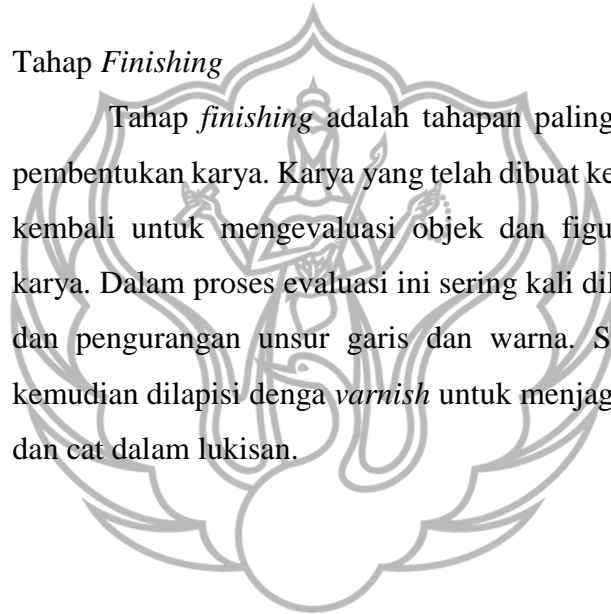 Tahap Finishing
Tahap finishing adalah tahapan paling
pembentukan karya. Karya yang telah dibuat ke
kembali untuk mengevaluasi objek dan figu
karya. Dalam proses evaluasi ini sering kali dil
dan pengurangan unsur garis dan warna. S
kemudian dilapisi denga varnish untuk menjag
dan cat dalam lukisan.